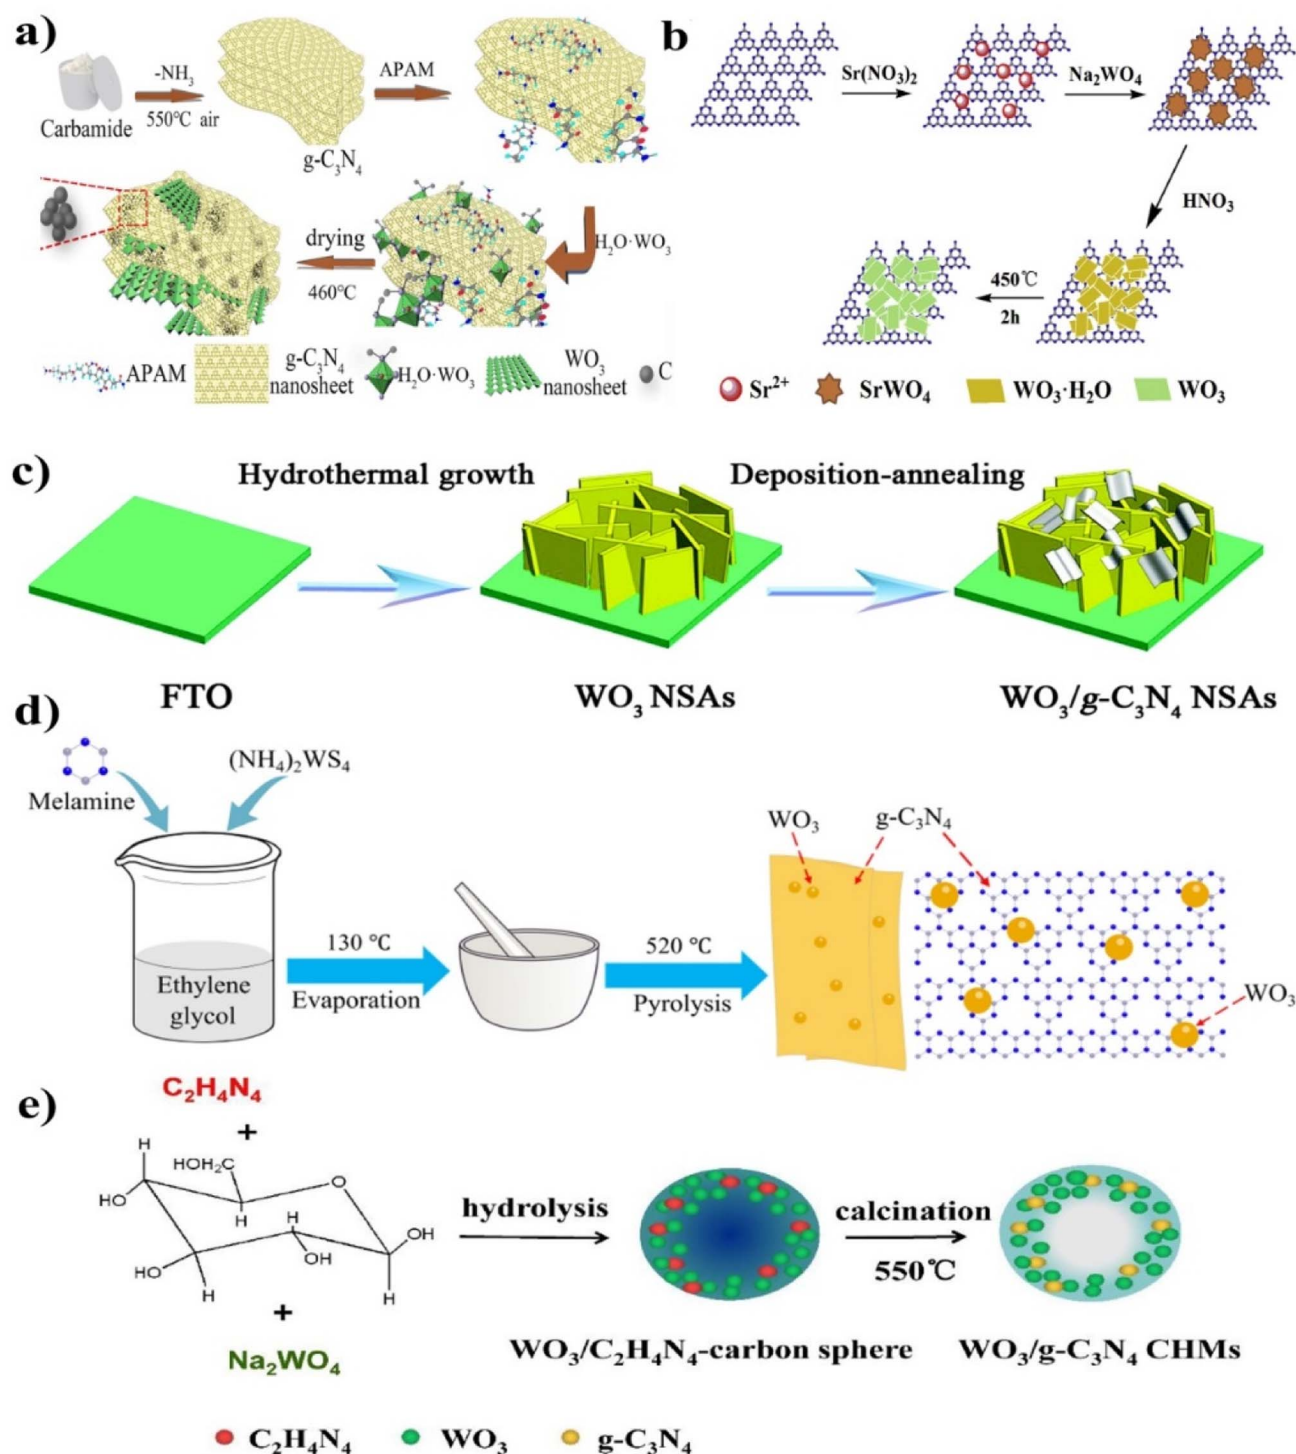 a)
Carbamide
-NH₃
550℃ air
g-C₃N₄
APAM
H₂O·WO₃
drying
460℃
APAM
g-C₃N₄
nanosheet
H₂O·WO₃
WO₃
nanosheet
C
b)
Sr(NO₃)₂
Na₂WO₄
HNO₃
450℃
2h
Sr²⁺
SrWO₄
WO₃·H₂O
WO₃
c)
Hydrothermal growth
Deposition-annealing
FTO
WO₃ NSAs
WO₃/g-C₃N₄ NSAs
d)
Melamine
(NH₄)₂WS₄
Ethylene
glycol
130 ℃
Evaporation
520 ℃
Pyrolysis
WO₃
g-C₃N₄
WO₃
e)
C₂H₄N₄
+
H
HOH₂C
O
HO
H
H
OH
OH
HO
H
H
+
Na₂WO₄
hydrolysis
calcination
550℃
WO₃/C₂H₄N₄-carbon sphere
WO₃/g-C₃N₄ CHMs
C₂H₄N₄
WO₃
g-C₃N₄